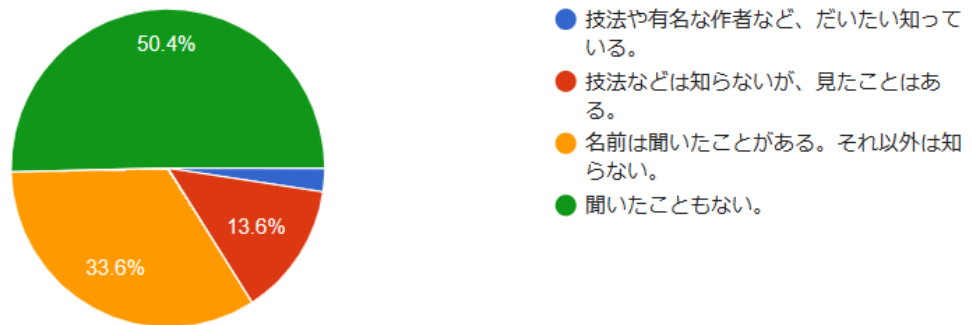 50.4%
13.6%
33.6%
技法や有名な作者など、だいたい知って
いる。
技法などは知らないが、見たことはあ
る。
名前は聞いたことがある。それ以外は知
らない。
聞いたこともない。